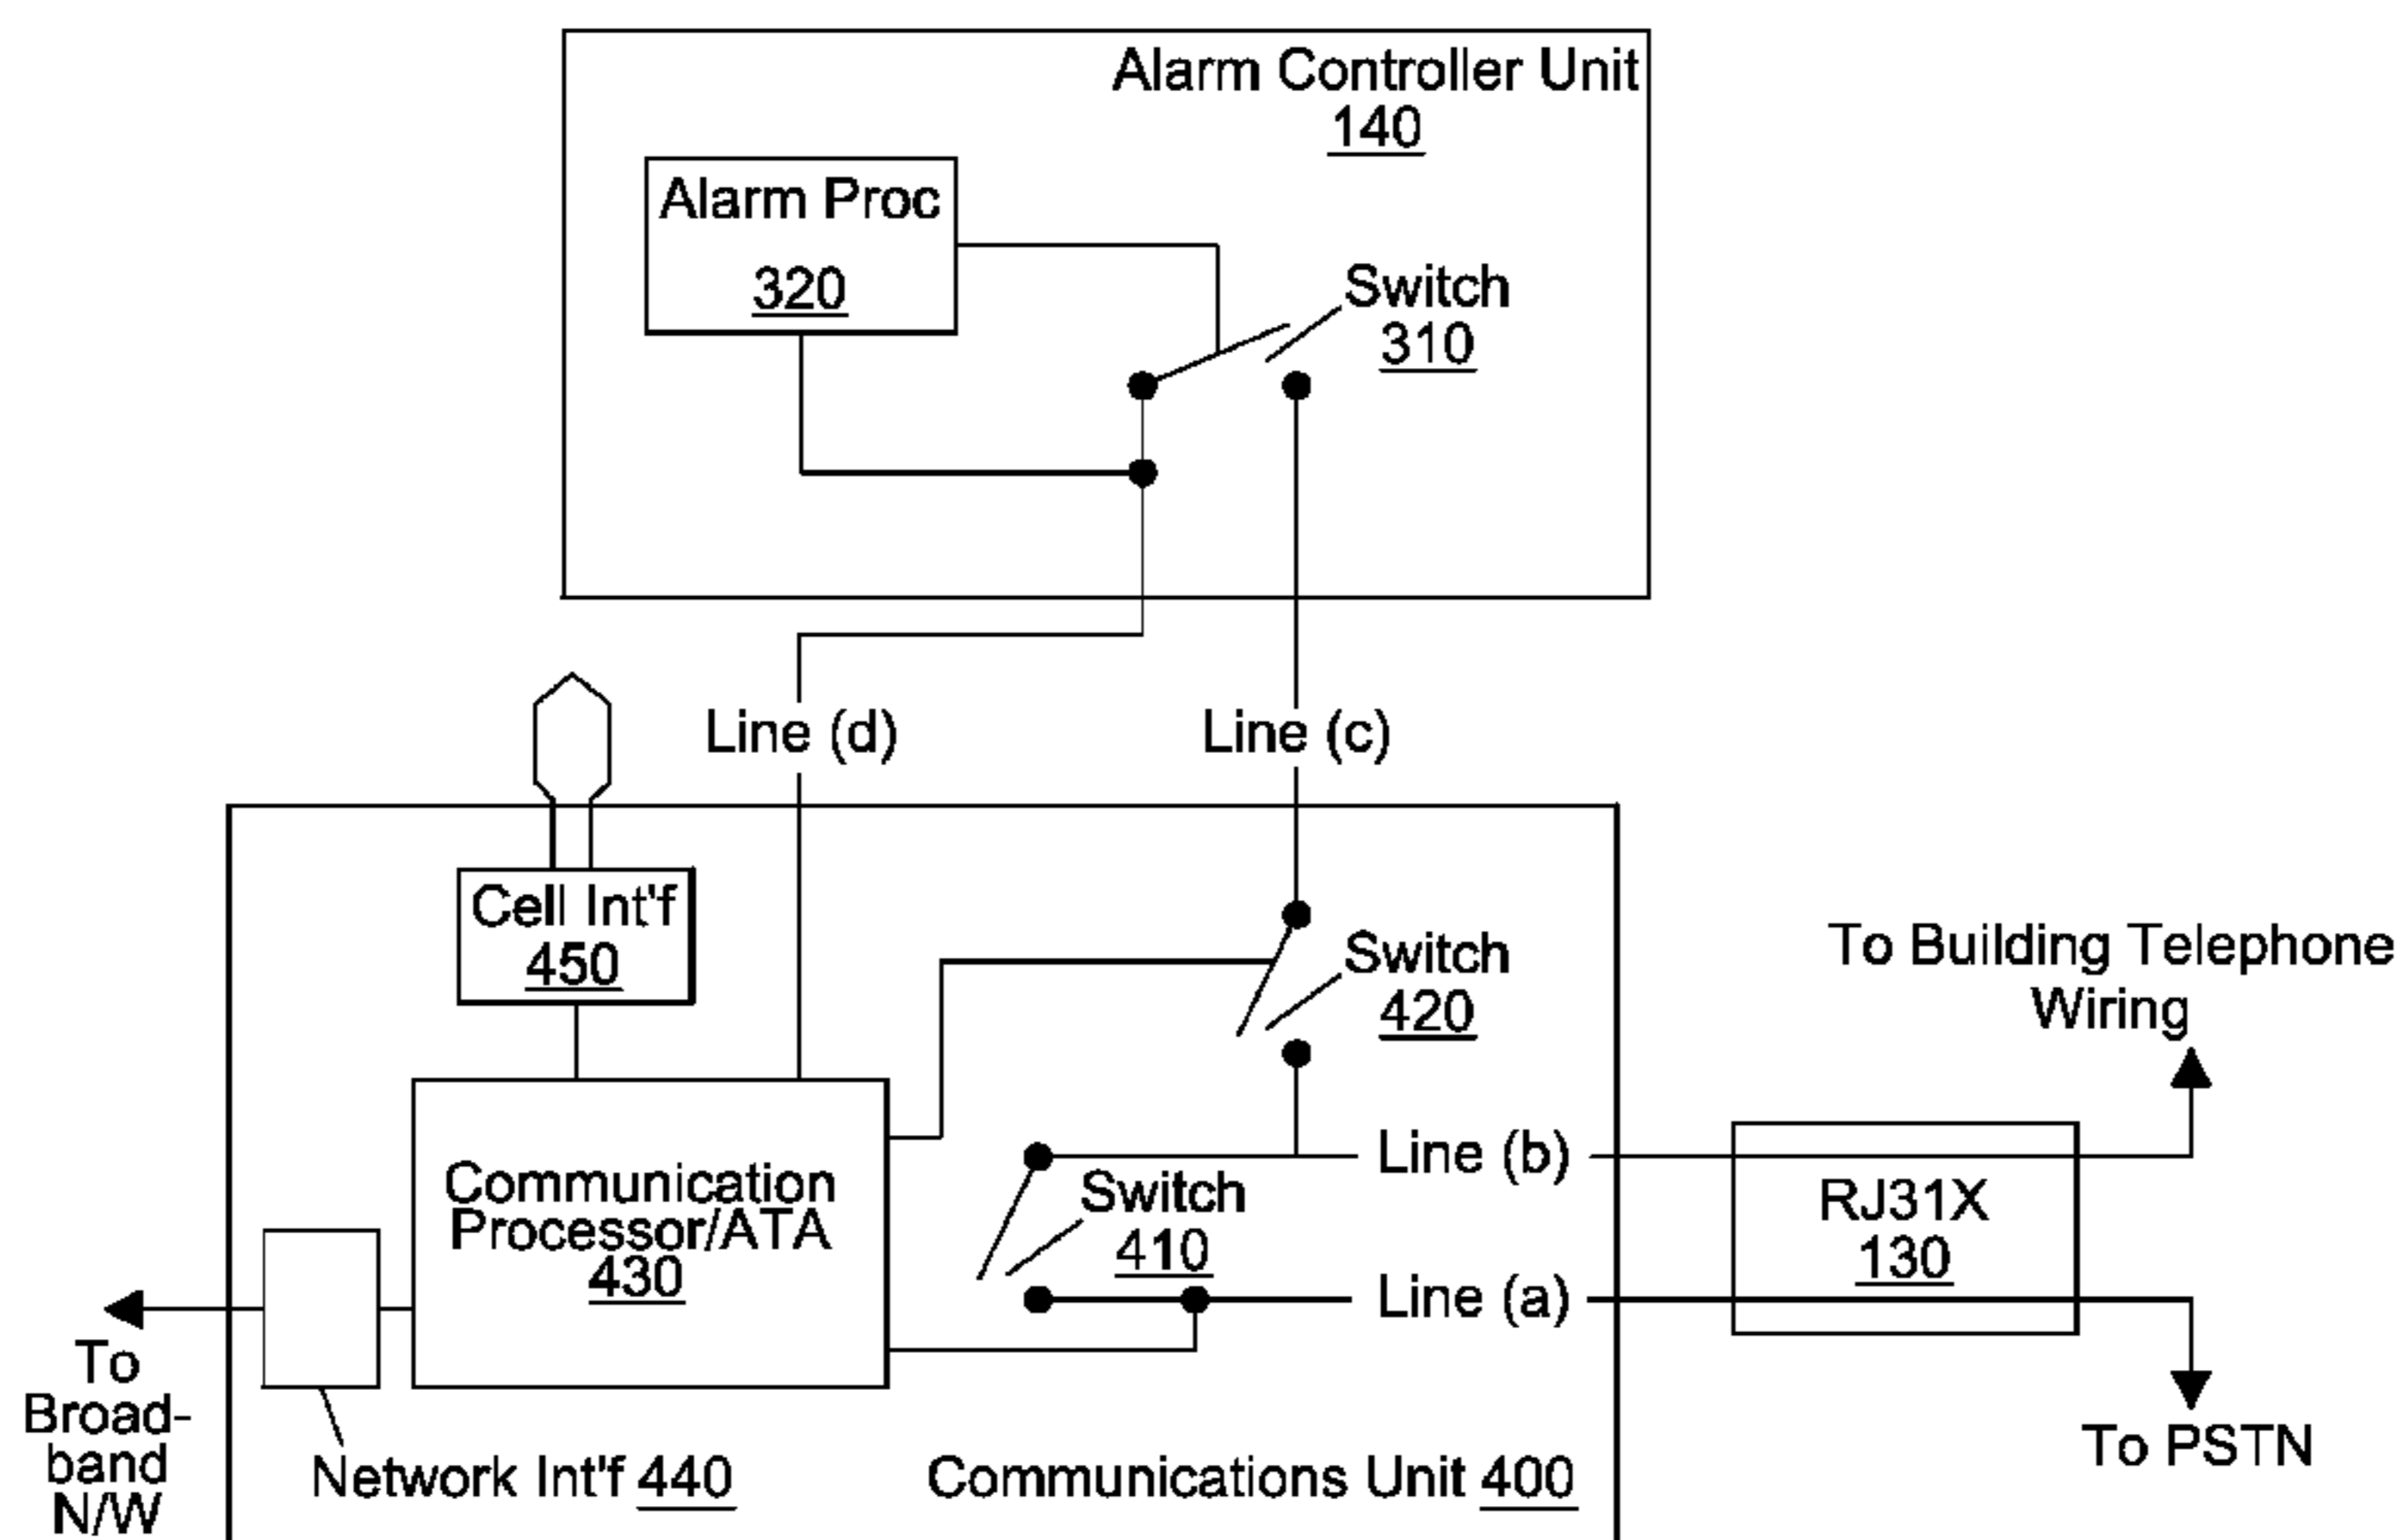 Alarm Controller Unit
140
Alarm Proc
320
Switch
310
Line (d)
Line (c)
Cell Int'f
450
Switch
420
To Building Telephone
Wiring
Communication
Processor/ATA
430
Switch
410
Line (b)
Line (a)
RJ31X
130
To
Broad-
band
N/W
Network Int'f 440
Communications Unit 400
To PSTN